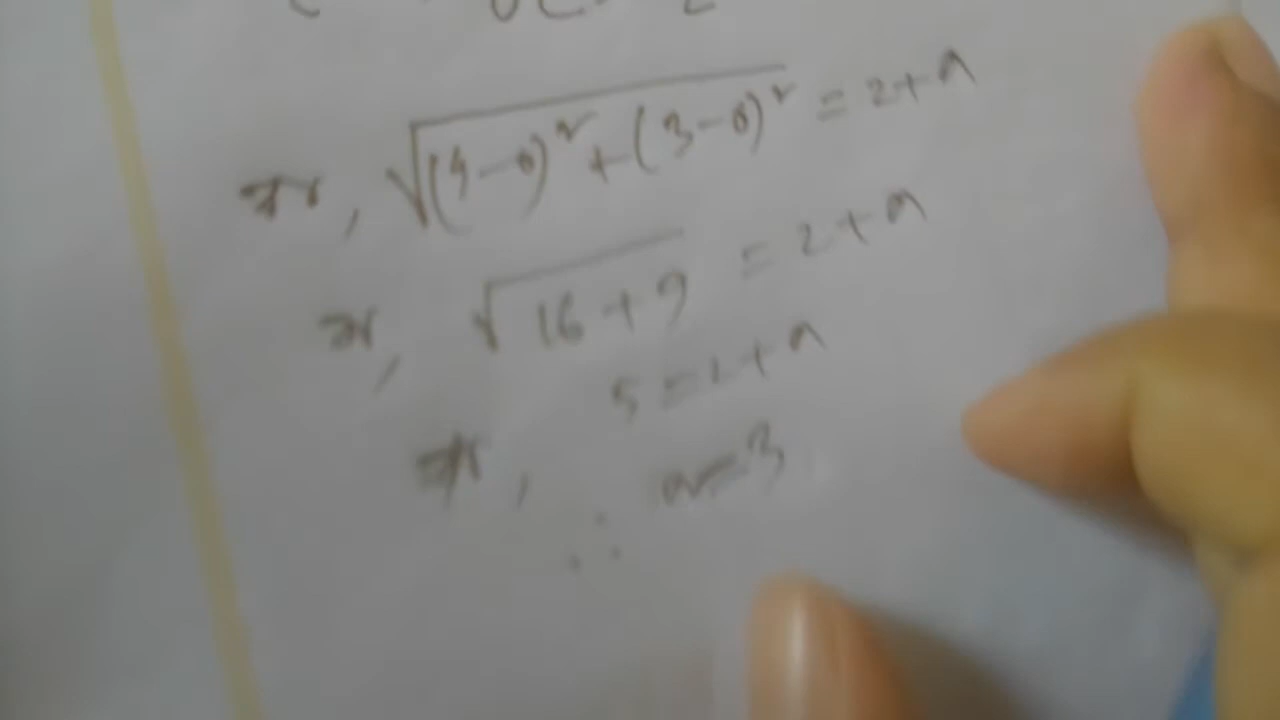 বা, √(4-0)² + (3-0)² = 2+a
বা, √16+9 = 2+a
বা, 5 = 2+a
∴ a=3